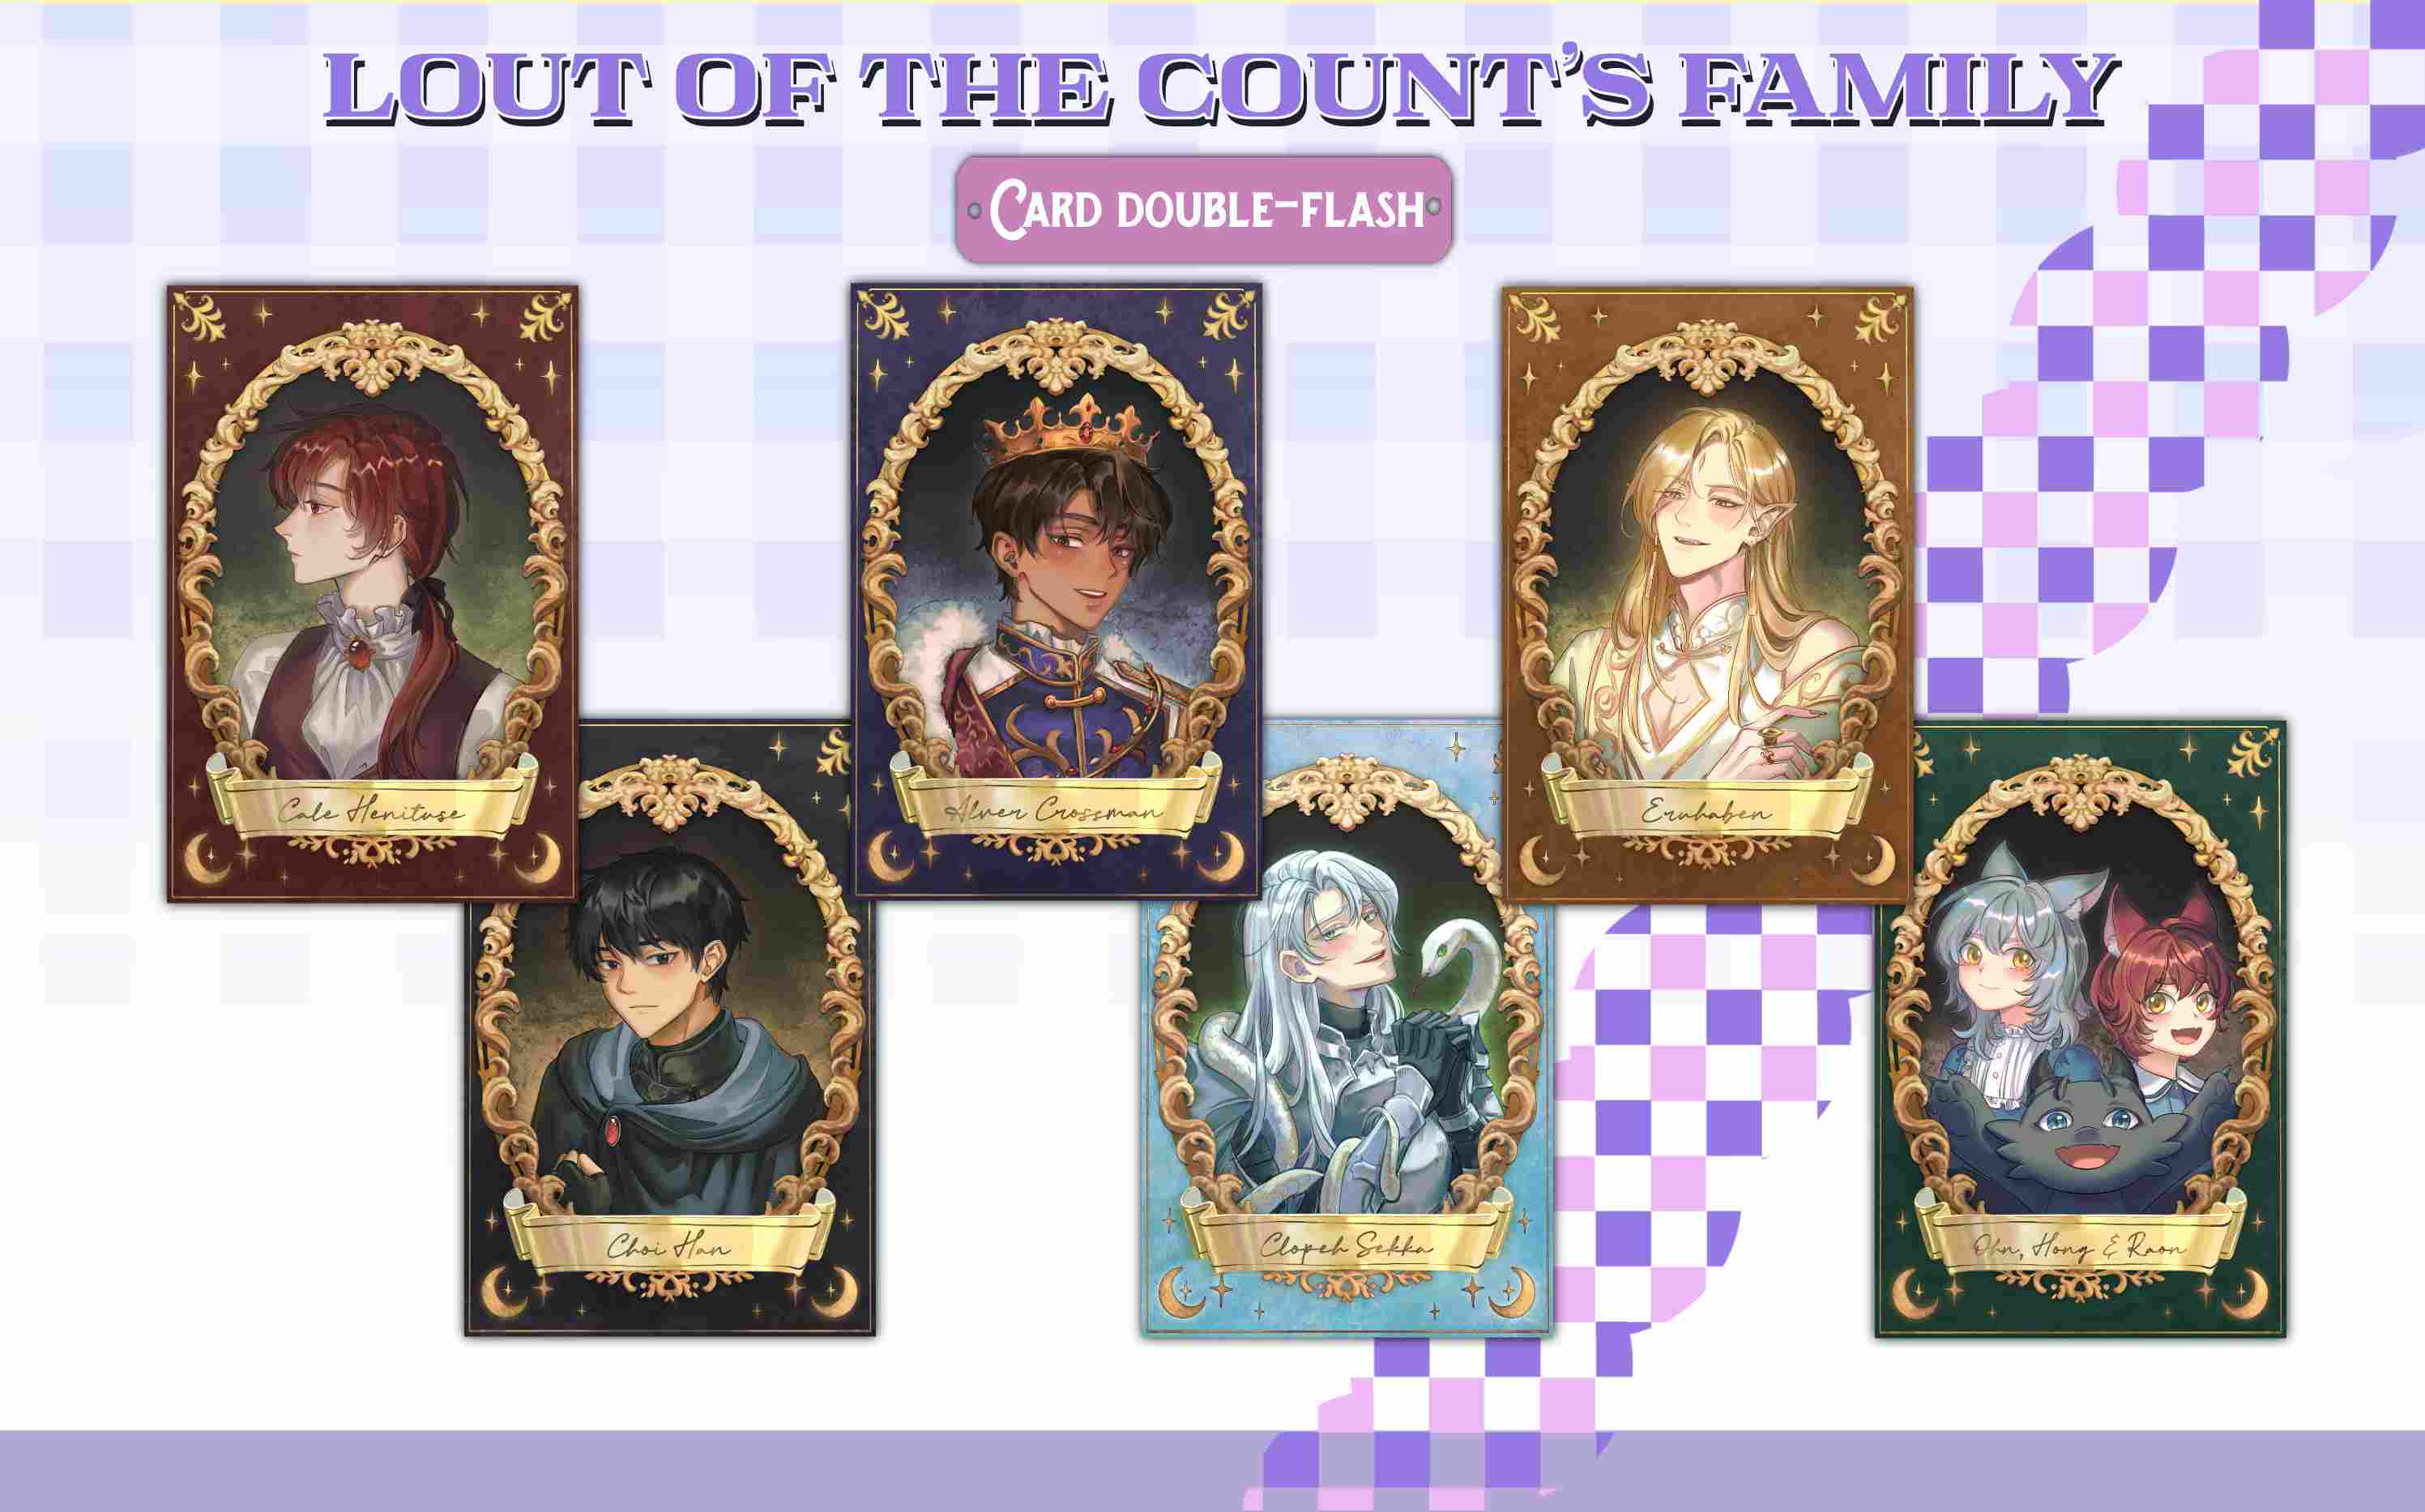 LOUT OF THE COUNT'S FAMILY
CARD DOUBLE-FLASH
Cale Henituse
Alver Crossman
Eruhaben
Choi Han
Clopeh Sekka
Ohn, Hong & Raon